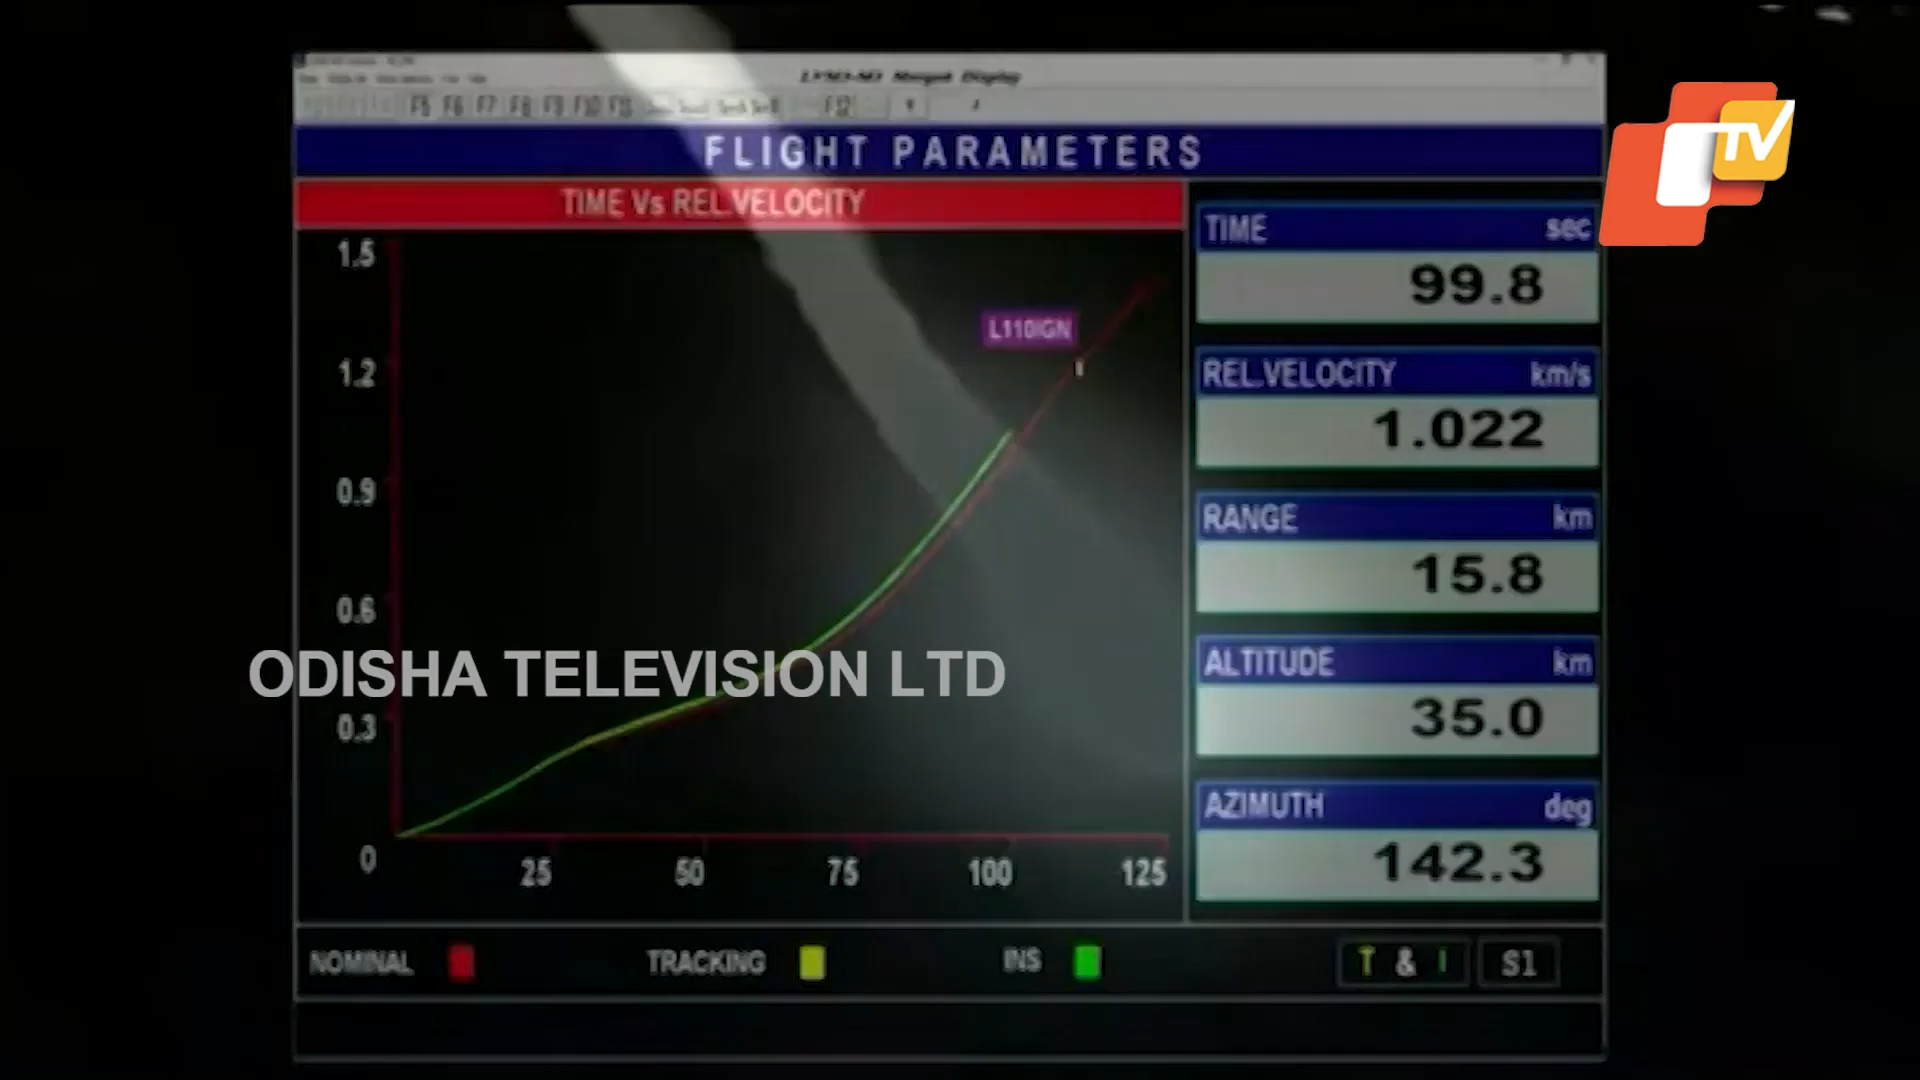 Display
F5 F6 F7 F8 F9 F10 F11 F12
FLIGHT PARAMETERS
TV
TIME Vs REL.VELOCITY
1.5
1.2
0.9
0.6
0.3
0
25 50 75 100 125
L110IGN
TIME sec
99.8
REL.VELOCITY km/s
1.022
RANGE km
15.8
ALTITUDE km
35.0
AZIMUTH deg
142.3
ODISHA TELEVISION LTD
NOMINAL TRACKING INS T & I S1